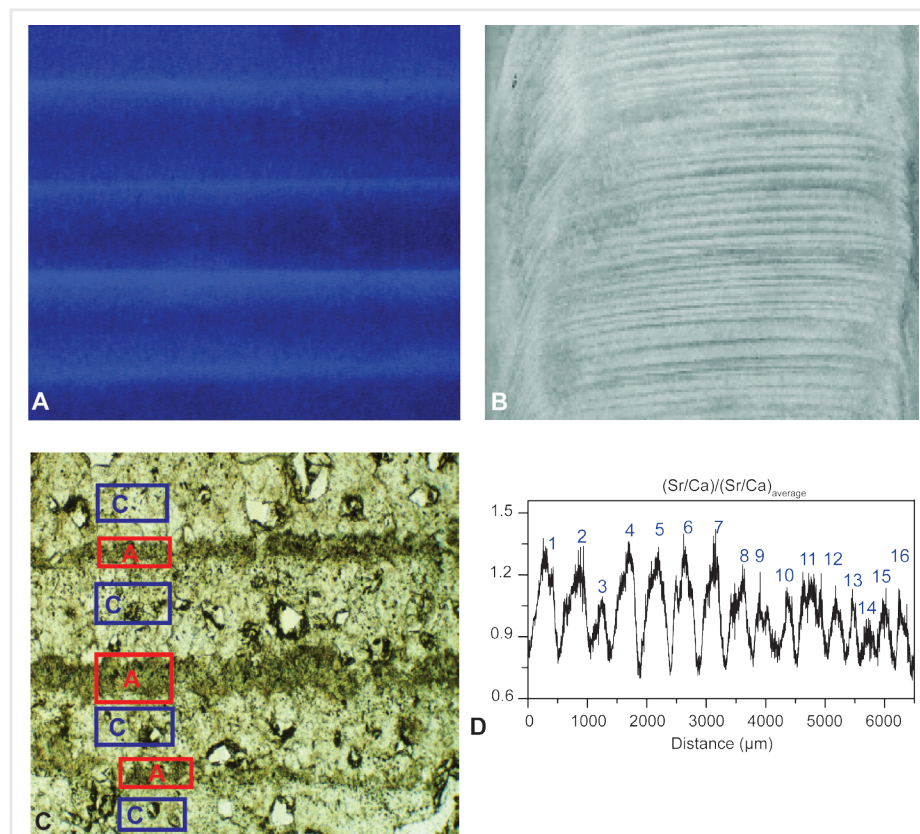 A
B
C
A
C
A
C
A
C
C
(Sr/Ca)/(Sr/Ca)average
1.5
1.2
0.9
0.6
1 2 3 4 5 6 7 8 9 10 11 12 13 14 15 16
0 1000 2000 3000 4000 5000 6000
Distance (µm)
D